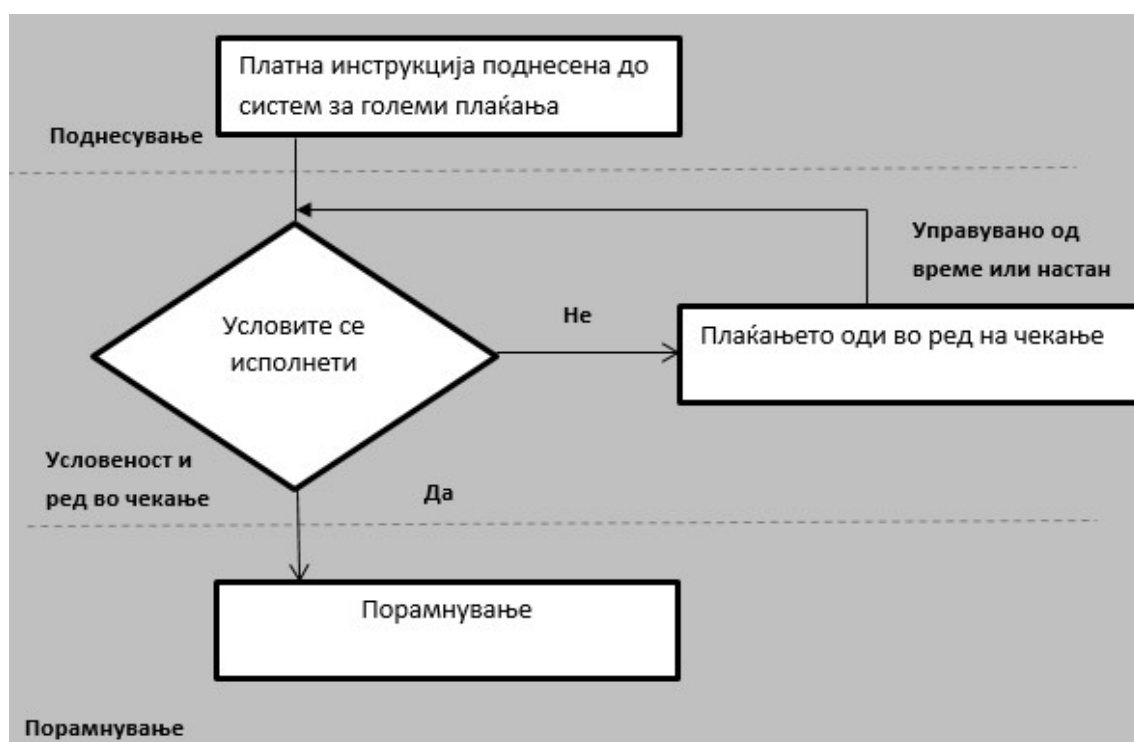 Платна инструкција поднесена до
систем за големи плаќања
Поднесување
Управувано од
време или настан
Условите се
исполнети
Не
Плаќањето оди во ред на чекање
Условеност и
ред во чекање
Да
Порамнување
Порамнување